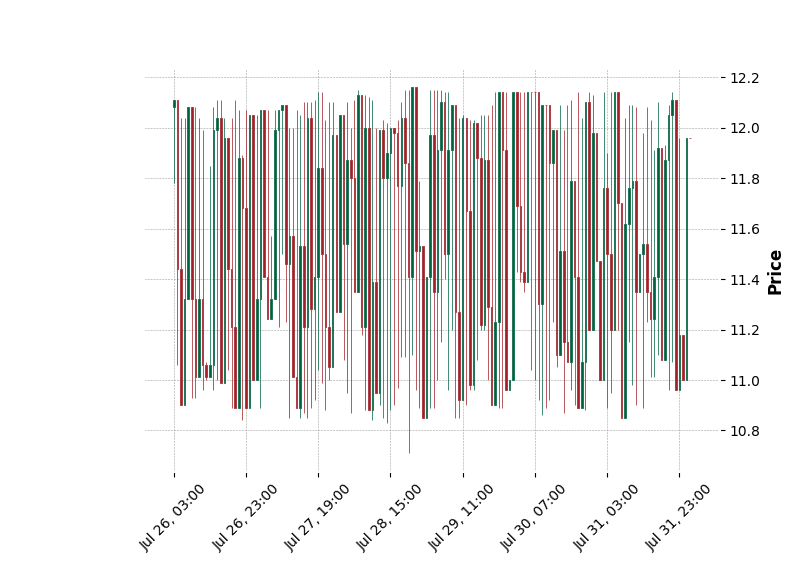 12.2
12.0
11.8
11.6
11.4
11.2
11.0
10.8
Price
Jul 26, 03:00
Jul 26, 23:00
Jul 27, 19:00
Jul 28, 15:00
Jul 29, 11:00
Jul 30, 07:00
Jul 31, 03:00
Jul 31, 23:00